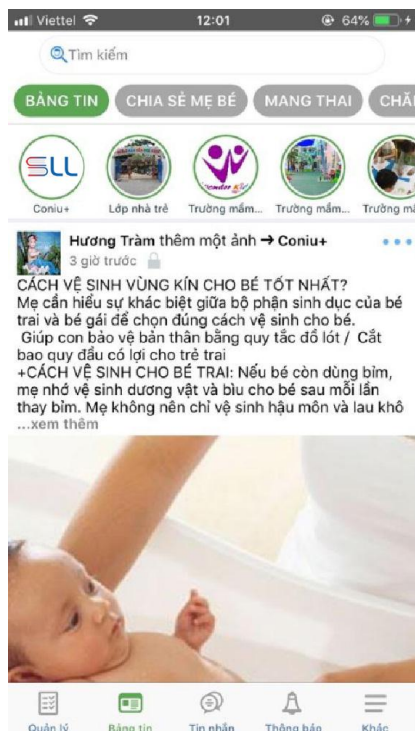 Viettel 12:01 64%
Tìm kiếm
BẢNG TIN CHIA SẺ MẸ BÉ MANG THAI CHĂ
SLL
Coniu+ Lớp nhà trẻ Trường mầm... Trường mầm... Trường mầ
Hương Tràm thêm một ảnh → Coniu+
3 giờ trước
CÁCH VỆ SINH VÙNG KÍN CHO BÉ TỐT NHẤT?
Mẹ cần hiểu sự khác biệt giữa bộ phận sinh dục của bé
trai và bé gái để chọn đúng cách vệ sinh cho bé.
Giúp con bảo vệ bản thân bằng quy tắc đồ lót / Cắt
bao quy đầu có lợi cho trẻ trai
+CÁCH VỆ SINH CHO BÉ TRAI: Nếu bé còn dùng bỉm,
mẹ nhớ vệ sinh dương vật và bìu cho bé sau mỗi lần
thay bỉm. Mẹ không nên chỉ vệ sinh hậu môn và lau khô
...xem thêm
Quản lý Bảng tin Tin nhắn Thông báo Khác